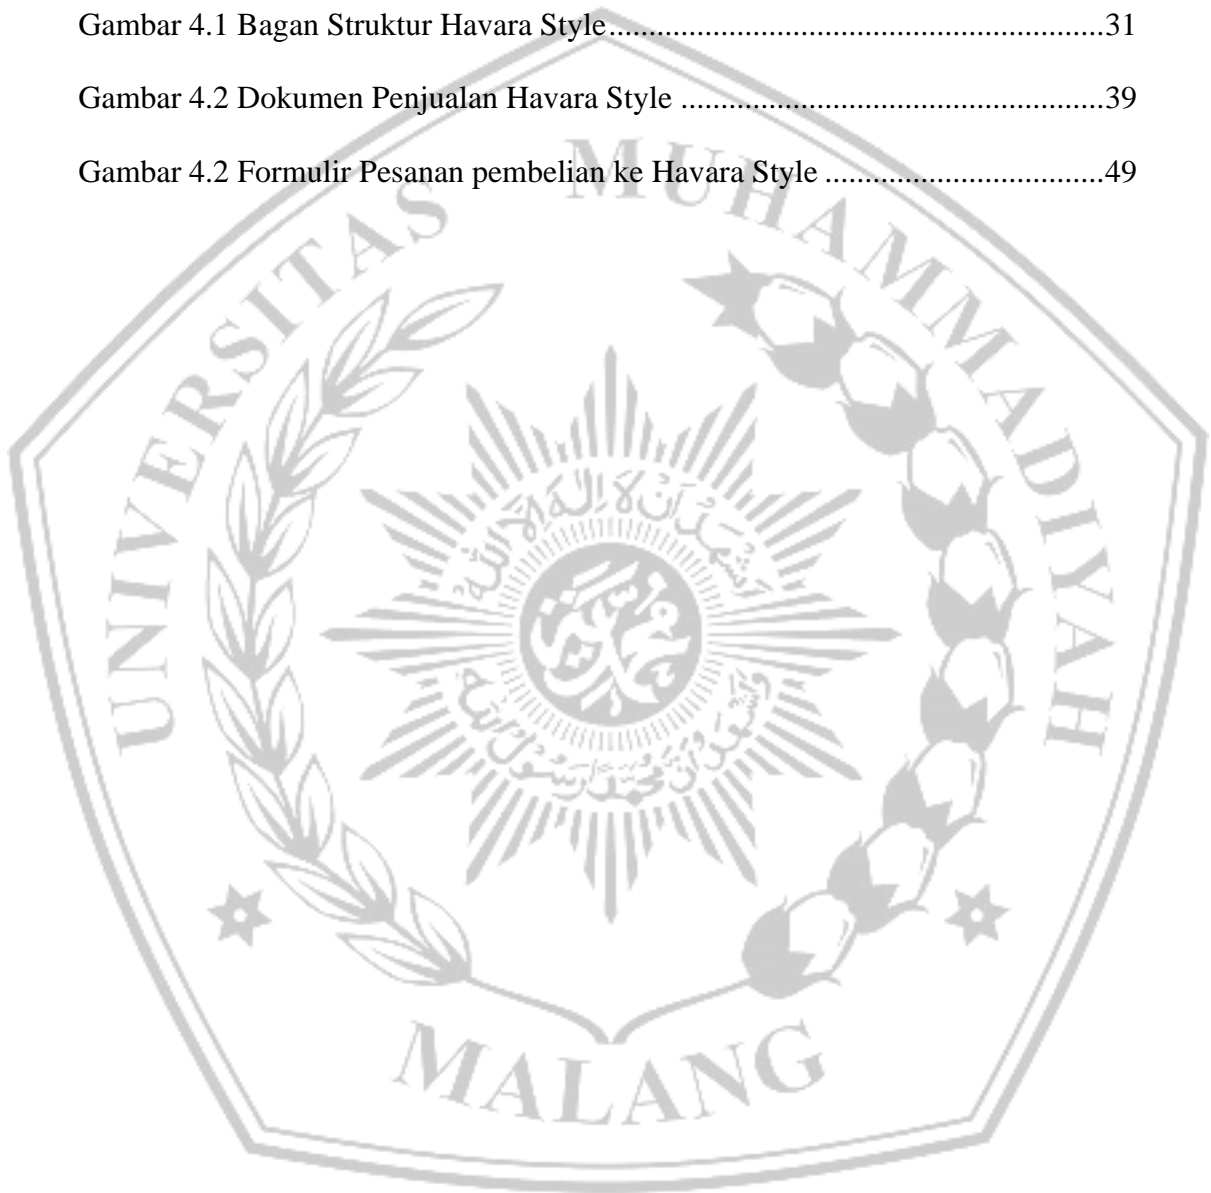 Gambar 4.1 Bagan Struktur Havara Style..............................................................31
Gambar 4.2 Dokumen Penjualan Havara Style .....................................................39
Gambar 4.2 Formulir Pesanan pembelian ke Havara Style ...................................49
UNIVERSITAS MUHAMMADIYAH
MALANG